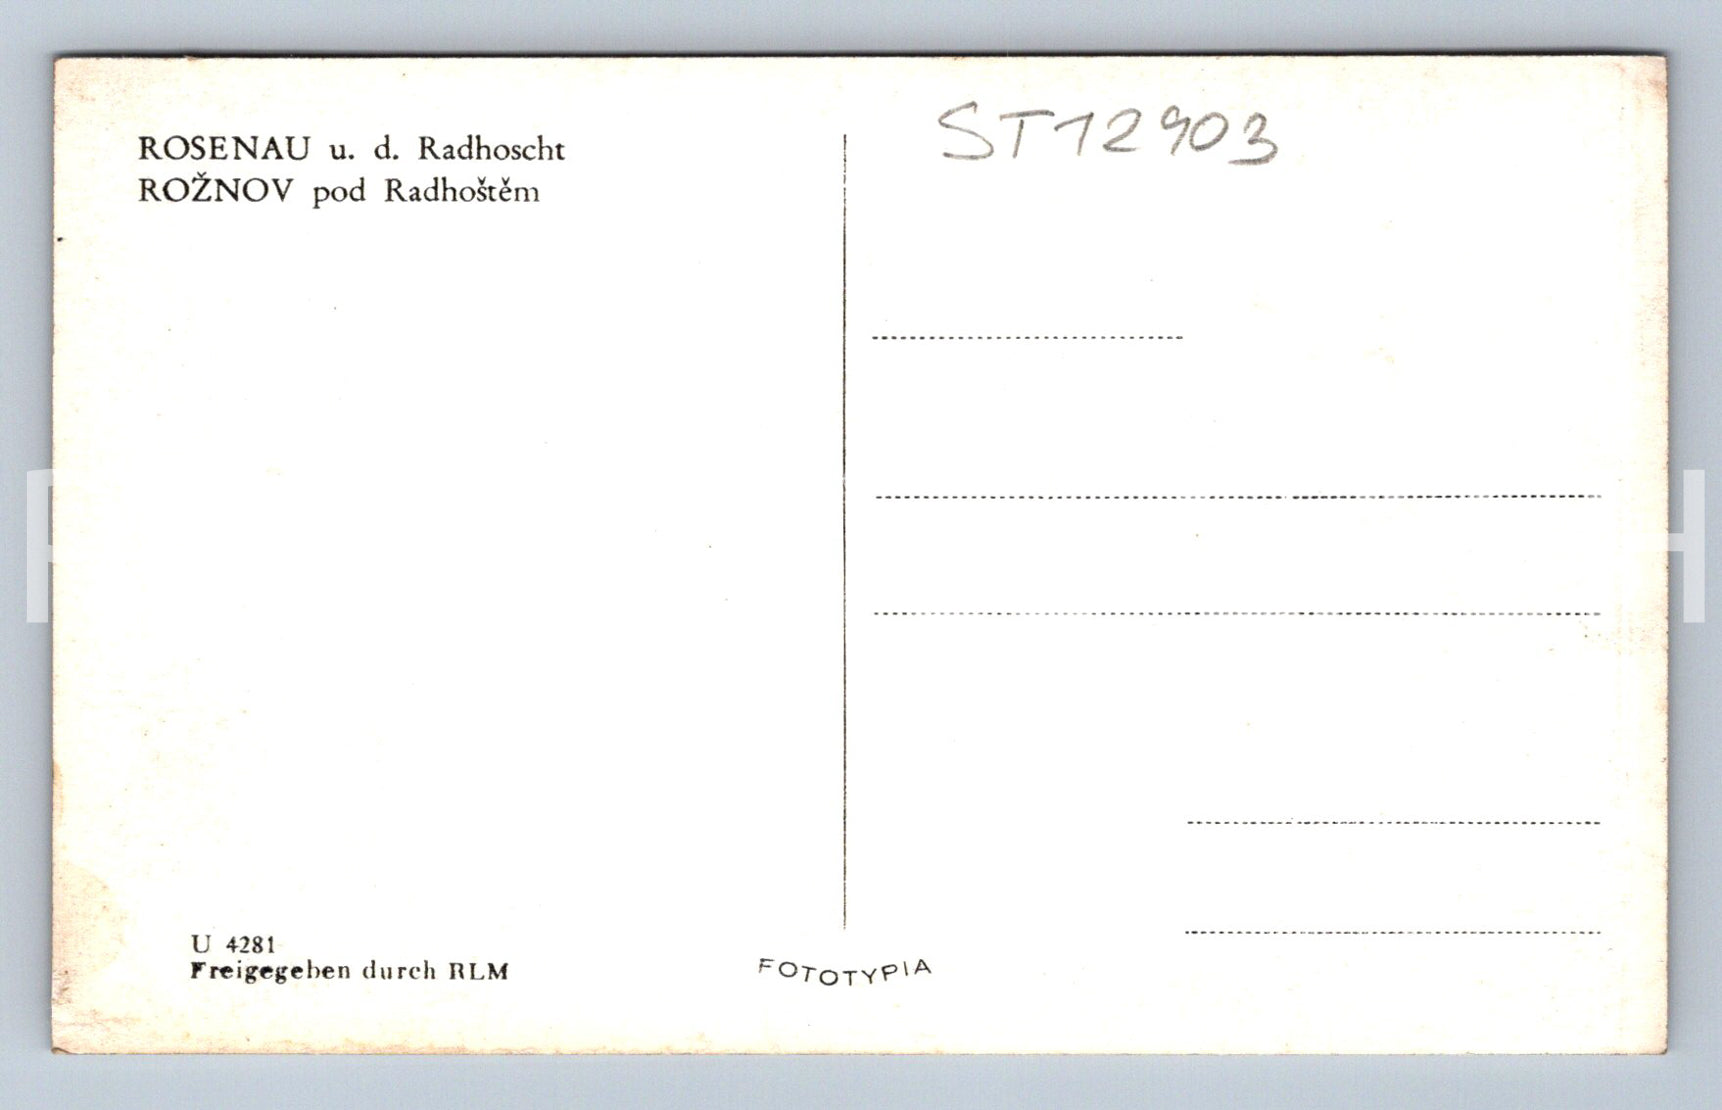 ROSENAU u. d. Radhoscht
ROŽNOV pod Radhoštěm
ST12903
U 4281
Freigegeben durch RLM
FOTOTYPIA